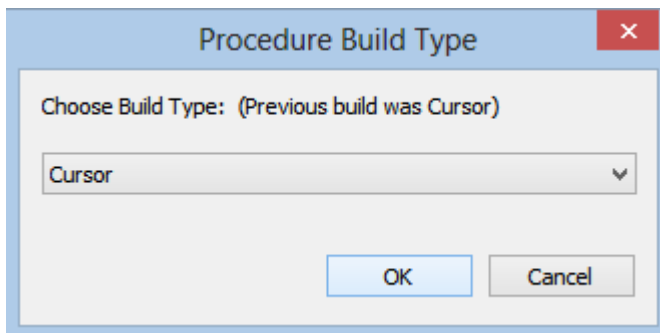 Procedure Build Type
Choose Build Type: (Previous build was Cursor)
Cursor
OK
Cancel